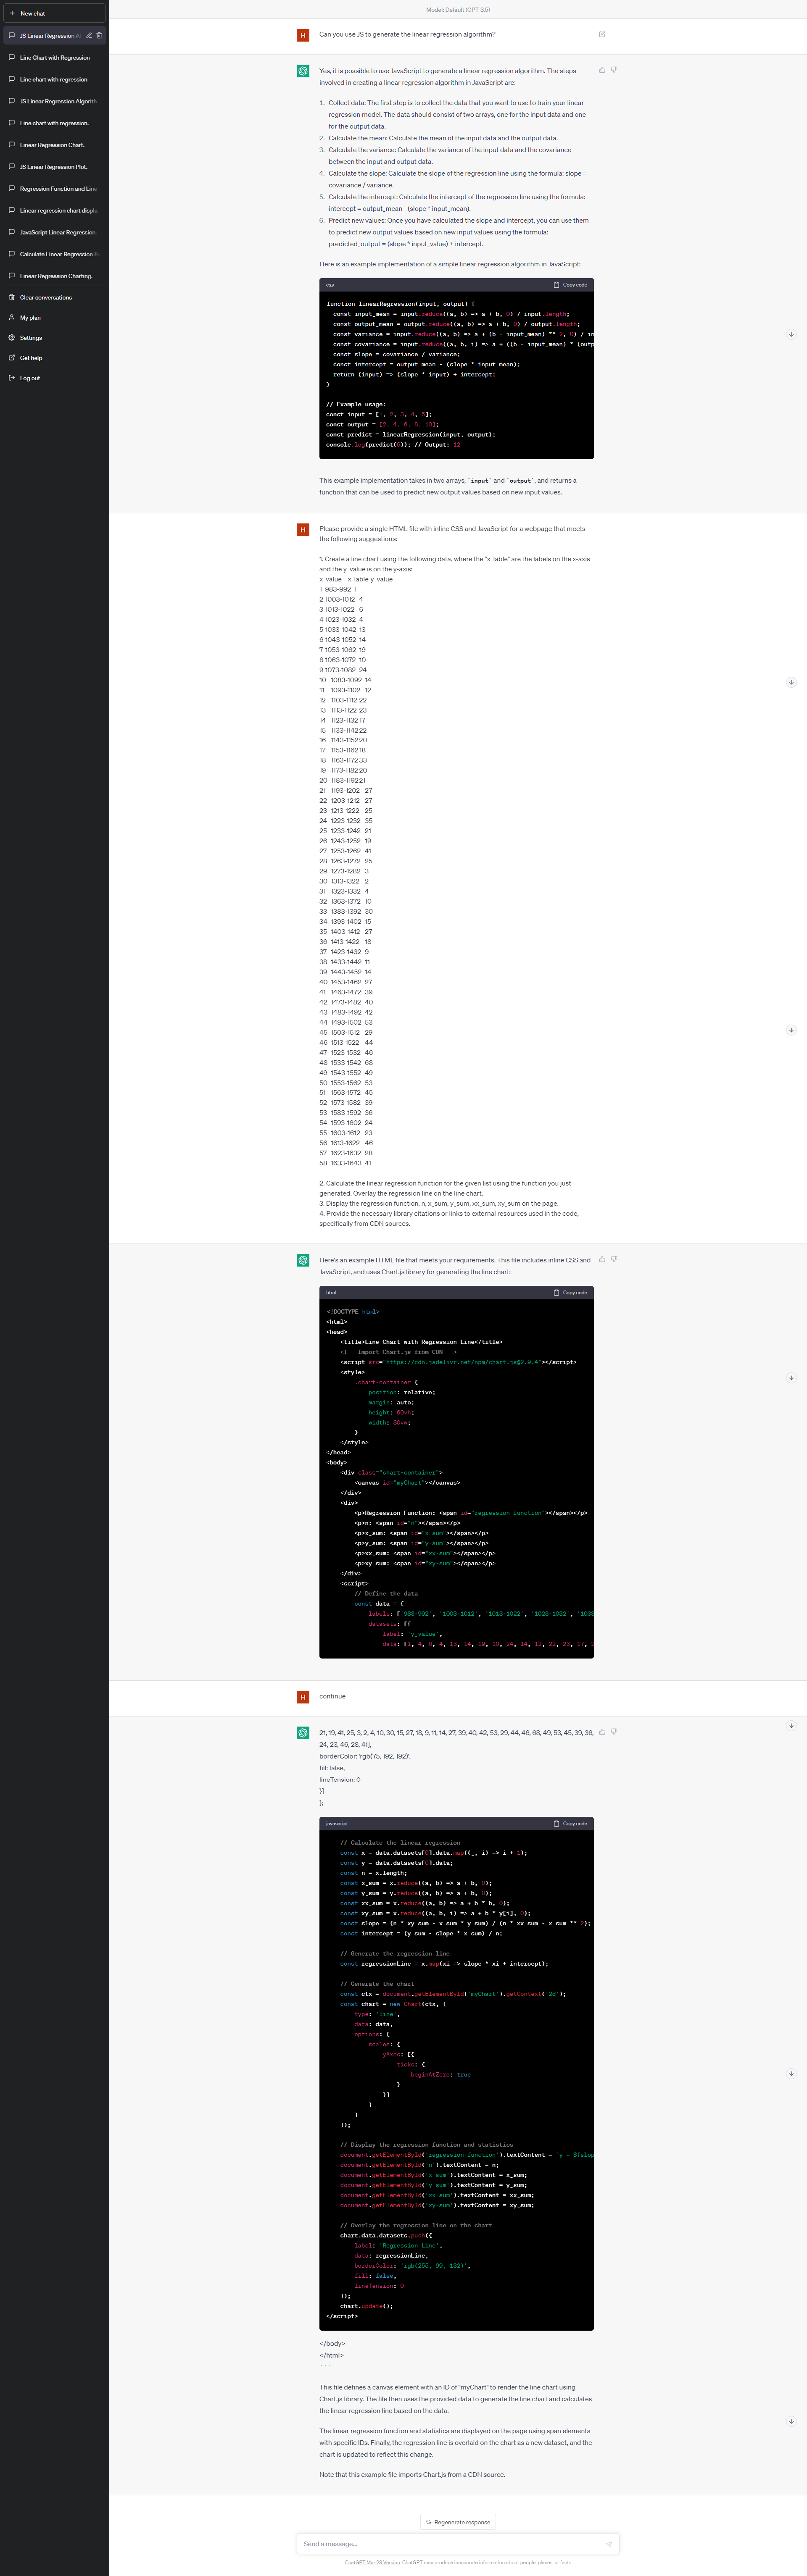 New chat
JS Linear Regression Al
Line Chart with Regression
Line chart with regression
JS Linear Regression Algorith
Line chart with regression.
Linear Regression Chart.
JS Linear Regression Plot.
Regression Function and Line
Linear regression chart displa
JavaScript Linear Regression.
Calculate Linear Regression
Linear Regression Charting.
Clear conversations
My plan
Settings
Get help
Log out
Model: Default (GPT-3.5)
H
Can you use JS to generate the linear regression algorithm?
Yes, it is possible to use JavaScript to generate a linear regression algorithm. The steps
involved in creating a linear regression algorithm in JavaScript are:
1. Collect data: The first step is to collect the data that you want to use to train your linear
regression model. The data should consist of two arrays, one for the input data and one
for the output data.
2. Calculate the mean: Calculate the mean of the input data and the output data.
3. Calculate the variance: Calculate the variance of the input data and the covariance
between the input and output data.
4. Calculate the slope: Calculate the slope of the regression line using the formula: slope =
covariance / variance.
5. Calculate the intercept: Calculate the intercept of the regression line using the formula:
intercept = output_mean - (slope * input_mean).
6. Predict new values: Once you have calculated the slope and intercept, you can use them
to predict new output values based on new input values using the formula:
predicted_output = (slope * input_value) + intercept.
Here is an example implementation of a simple linear regression algorithm in JavaScript:
css
Copy code
function linearRegression(input, output) {
const input_mean = input.reduce((a, b) => a + b, 0) / input.length;
const output_mean = output.reduce((a, b) => a + b, 0) / output.length;
const variance = input.reduce((a, b) => a + (b - input_mean) ** 2, 0) / in
const covariance = input.reduce((a, b, i) => a + ((b - input_mean) * (outp
const slope = covariance / variance;
const intercept = output_mean - (slope * input_mean);
return (input) => (slope * input) + intercept;
}
// Example usage:
const input = [1, 2, 3, 4, 5];
const output = [2, 4, 6, 8, 10];
const predict = linearRegression(input, output);
console.log(predict(6)); // Output: 12
This example implementation takes in two arrays, `input` and `output`, and returns a
function that can be used to predict new output values based on new input values.
H
Please provide a single HTML file with inline CSS and JavaScript for a webpage that meets
the following suggestions:
1. Create a line chart using the following data, where the "x_lable" are the labels on the x-axis
and the y_value is on the y-axis:
x_value x_lable y_value
1 983-992 1
2 1003-1012 4
3 1013-1022 6
4 1023-1032 4
5 1033-1042 13
6 1043-1052 14
7 1053-1062 19
8 1063-1072 10
9 1073-1082 24
10 1083-1092 14
11 1093-1102 12
12 1103-1112 22
13 1113-1122 23
14 1123-1132 17
15 1133-1142 22
16 1143-1152 20
17 1153-1162 18
18 1163-1172 33
19 1173-1182 20
20 1183-1192 21
21 1193-1202 27
22 1203-1212 27
23 1213-1222 25
24 1223-1232 35
25 1233-1242 21
26 1243-1252 19
27 1253-1262 41
28 1263-1272 25
29 1273-1282 3
30 1313-1322 2
31 1323-1332 4
32 1363-1372 10
33 1383-1392 30
34 1393-1402 15
35 1403-1412 27
36 1413-1422 18
37 1423-1432 9
38 1433-1442 11
39 1443-1452 14
40 1453-1462 27
41 1463-1472 39
42 1473-1482 40
43 1483-1492 42
44 1493-1502 53
45 1503-1512 29
46 1513-1522 44
47 1523-1532 46
48 1533-1542 68
49 1543-1552 49
50 1553-1562 53
51 1563-1572 45
52 1573-1582 39
53 1583-1592 36
54 1593-1602 24
55 1603-1612 23
56 1613-1622 46
57 1623-1632 28
58 1633-1643 41
2. Calculate the linear regression function for the given list using the function you just
generated. Overlay the regression line on the line chart.
3. Display the regression function, n, x_sum, y_sum, xx_sum, xy_sum on the page.
4. Provide the necessary library citations or links to external resources used in the code,
specifically from CDN sources.
Here's an example HTML file that meets your requirements. This file includes inline CSS and
JavaScript, and uses Chart.js library for generating the line chart:
html
Copy code
<!DOCTYPE html>
<html>
<head>
<title>Line Chart with Regression Line</title>
<!-- Import Chart.js from CDN -->
<script src="https://cdn.jsdelivr.net/npm/chart.js@2.9.4"></script>
<style>
.chart-container {
position: relative;
margin: auto;
height: 80vh;
width: 80vw;
}
</style>
</head>
<body>
<div class="chart-container">
<canvas id="myChart"></canvas>
</div>
<div>
<p>Regression Function: <span id="regression-function"></span></p>
<p>n: <span id="n"></span></p>
<p>x_sum: <span id="x-sum"></span></p>
<p>y_sum: <span id="y-sum"></span></p>
<p>xx_sum: <span id="xx-sum"></span></p>
<p>xy_sum: <span id="xy-sum"></span></p>
</div>
<script>
// Define the data
const data = {
labels: ['983-992', '1003-1012', '1013-1022', '1023-1032', '1033
datasets: [{
label: 'y_value',
data: [1, 4, 6, 4, 13, 14, 19, 10, 24, 14, 12, 22, 23, 17, 2
H
continue
21, 19, 41, 25, 3, 2, 4, 10, 30, 15, 27, 18, 9, 11, 14, 27, 39, 40, 42, 53, 29, 44, 46, 68, 49, 53, 45, 39, 36,
24, 23, 46, 28, 41],
borderColor: 'rgb(75, 192, 192)',
fill: false,
lineTension: 0
}]
};
javascript
Copy code
// Calculate the linear regression
const x = data.datasets[0].data.map((_, i) => i + 1);
const y = data.datasets[0].data;
const n = x.length;
const x_sum = x.reduce((a, b) => a + b, 0);
const y_sum = y.reduce((a, b) => a + b, 0);
const xx_sum = x.reduce((a, b) => a + b * b, 0);
const xy_sum = x.reduce((a, b, i) => a + b * y[i], 0);
const slope = (n * xy_sum - x_sum * y_sum) / (n * xx_sum - x_sum ** 2);
const intercept = (y_sum - slope * x_sum) / n;
// Generate the regression line
const regressionLine = x.map(xi => slope * xi + intercept);
// Generate the chart
const ctx = document.getElementById('myChart').getContext('2d');
const chart = new Chart(ctx, {
type: 'line',
data: data,
options: {
scales: {
yAxes: [{
ticks: {
beginAtZero: true
}
}]
}
}
});
// Display the regression function and statistics
document.getElementById('regression-function').textContent = `y = ${slop
document.getElementById('n').textContent = n;
document.getElementById('x-sum').textContent = x_sum;
document.getElementById('y-sum').textContent = y_sum;
document.getElementById('xx-sum').textContent = xx_sum;
document.getElementById('xy-sum').textContent = xy_sum;
// Overlay the regression line on the chart
chart.data.datasets.push({
label: 'Regression Line',
data: regressionLine,
borderColor: 'rgb(255, 99, 132)',
fill: false,
lineTension: 0
});
chart.update();
</script>
</body>
</html>
```
This file defines a canvas element with an ID of "myChart" to render the line chart using
Chart.js library. The file then uses the provided data to generate the line chart and calculates
the linear regression line based on the data.
The linear regression function and statistics are displayed on the page using span elements
with specific IDs. Finally, the regression line is overlaid on the chart as a new dataset, and the
chart is updated to reflect this change.
Note that this example file imports Chart.js from a CDN source.
Regenerate response
Send a message...
ChatGPT Mar 23 Version. ChatGPT may produce inaccurate information about people, places, or facts